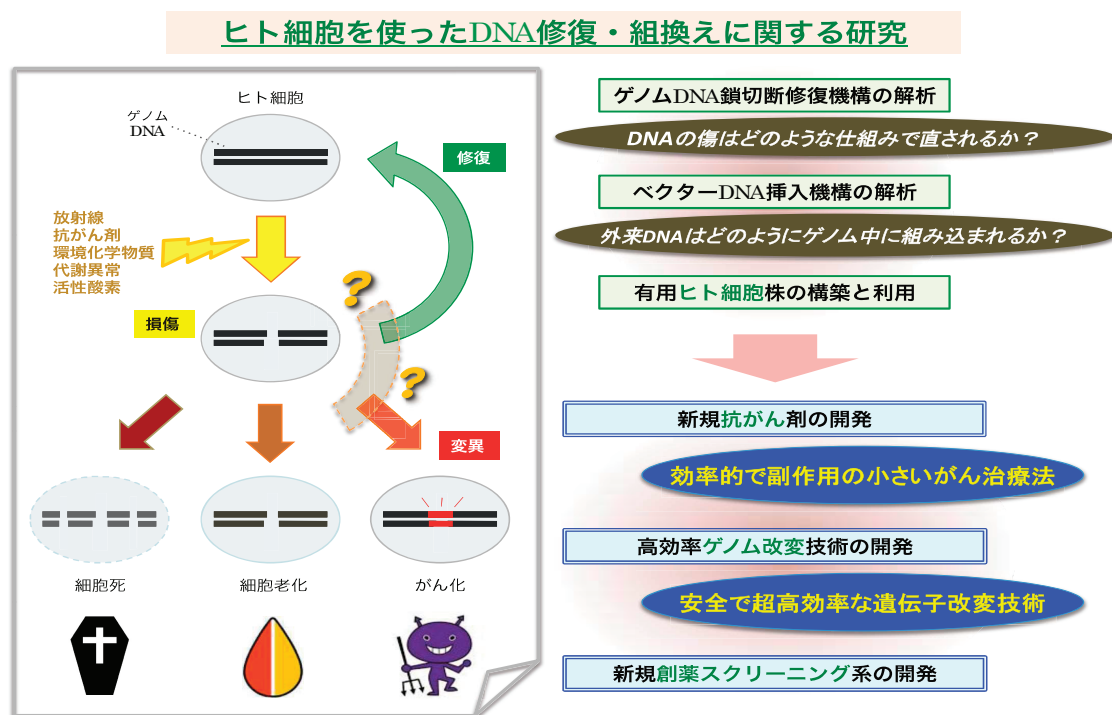 ヒト細胞を使ったDNA修復・組換えに関する研究
ヒト細胞
ゲノム
DNA
修復
放射線
抗がん剤
環境化学物質
代謝異常
活性酸素
損傷
?
?
変異
細胞死
細胞老化
がん化
ゲノムDNA鎖切断修復機構の解析
DNAの傷はどのような仕組みで直されるか？
ベクターDNA挿入機構の解析
外来DNAはどのようにゲノム中に組み込まれるか？
有用ヒト細胞株の構築と利用
新規抗がん剤の開発
効率的で副作用の小さいがん治療法
高効率ゲノム改変技術の開発
安全で超高効率な遺伝子改変技術
新規創薬スクリーニング系の開発